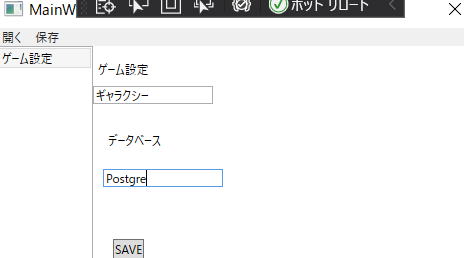 MainW
ホット リロード
開く 保存
ゲーム設定
ゲーム設定
ギャラクシー
データベース
Postgre
SAVE